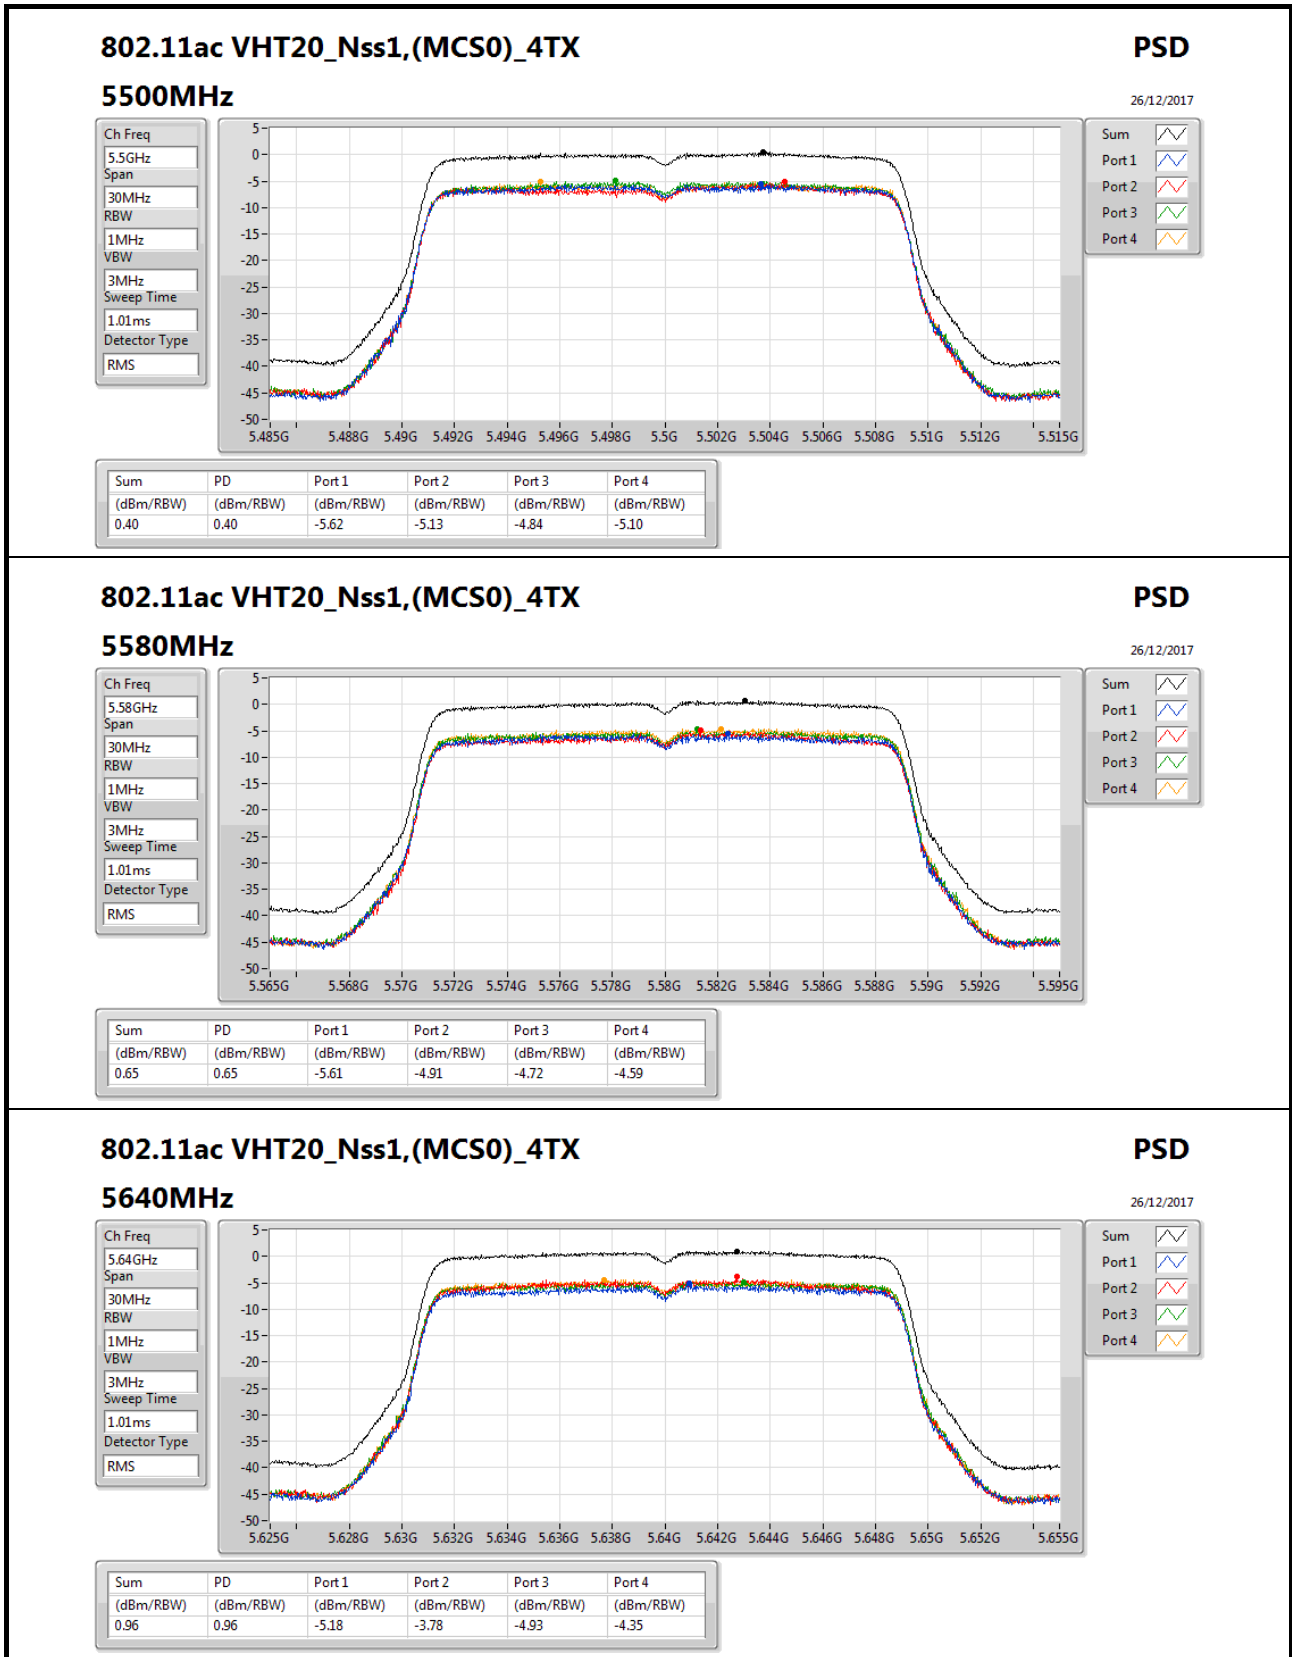 802.11ac VHT20_Nss1,(MCS0)_4TX PSD
5500MHz 26/12/2017
Ch Freq
5.5GHz
Span
30MHz
RBW
1MHz
VBW
3MHz
Sweep Time
1.01ms
Detector Type
RMS
5
0
-5
-10
-15
-20
-25
-30
-35
-40
-45
-50
5.485G 5.488G 5.49G 5.492G 5.494G 5.496G 5.498G 5.5G 5.502G 5.504G 5.506G 5.508G 5.51G 5.512G 5.515G
Sum
Port 1
Port 2
Port 3
Port 4
Sum PD Port 1 Port 2 Port 3 Port 4
(dBm/RBW) (dBm/RBW) (dBm/RBW) (dBm/RBW) (dBm/RBW) (dBm/RBW)
0.40 0.40 -5.62 -5.13 -4.84 -5.10
802.11ac VHT20_Nss1,(MCS0)_4TX PSD
5580MHz 26/12/2017
Ch Freq
5.58GHz
Span
30MHz
RBW
1MHz
VBW
3MHz
Sweep Time
1.01ms
Detector Type
RMS
5
0
-5
-10
-15
-20
-25
-30
-35
-40
-45
-50
5.565G 5.568G 5.57G 5.572G 5.574G 5.576G 5.578G 5.58G 5.582G 5.584G 5.586G 5.588G 5.59G 5.592G 5.595G
Sum
Port 1
Port 2
Port 3
Port 4
Sum PD Port 1 Port 2 Port 3 Port 4
(dBm/RBW) (dBm/RBW) (dBm/RBW) (dBm/RBW) (dBm/RBW) (dBm/RBW)
0.65 0.65 -5.61 -4.91 -4.72 -4.59
802.11ac VHT20_Nss1,(MCS0)_4TX PSD
5640MHz 26/12/2017
Ch Freq
5.64GHz
Span
30MHz
RBW
1MHz
VBW
3MHz
Sweep Time
1.01ms
Detector Type
RMS
5
0
-5
-10
-15
-20
-25
-30
-35
-40
-45
-50
5.625G 5.628G 5.63G 5.632G 5.634G 5.636G 5.638G 5.64G 5.642G 5.644G 5.646G 5.648G 5.65G 5.652G 5.655G
Sum
Port 1
Port 2
Port 3
Port 4
Sum PD Port 1 Port 2 Port 3 Port 4
(dBm/RBW) (dBm/RBW) (dBm/RBW) (dBm/RBW) (dBm/RBW) (dBm/RBW)
0.96 0.96 -5.18 -3.78 -4.93 -4.35